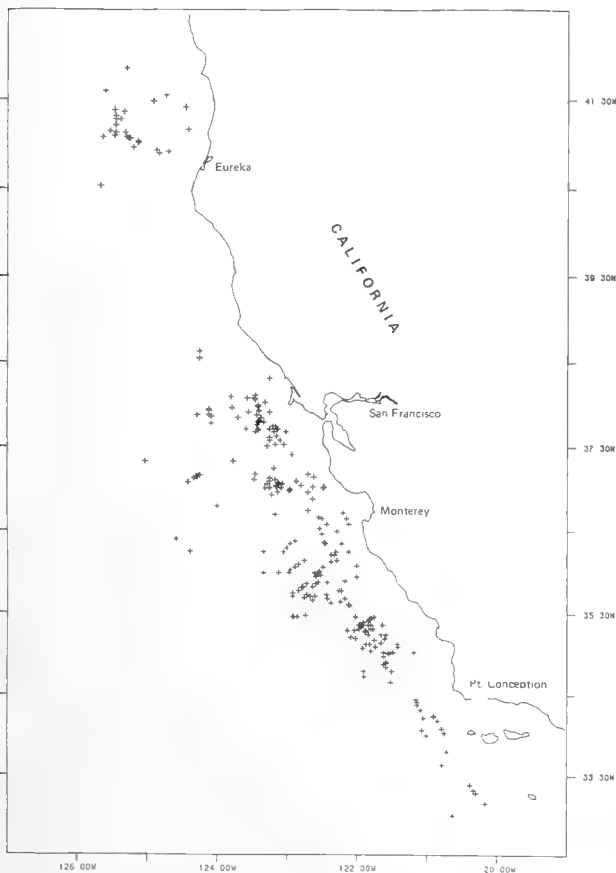 41 30N
Eureka
CALIFORNIA
39 30N
San Francisco
37 30N
Monterey
35 30N
Pt. Conception
33 30N
126 00W
124 00W
122 00W
20 00W